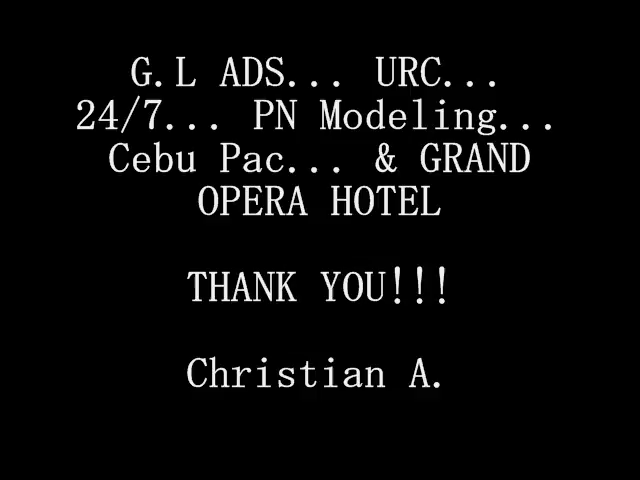 G.L ADS... URC...
24/7... PN Modeling...
Cebu Pac... & GRAND
OPERA HOTEL
THANK YOU!!!
Christian A.